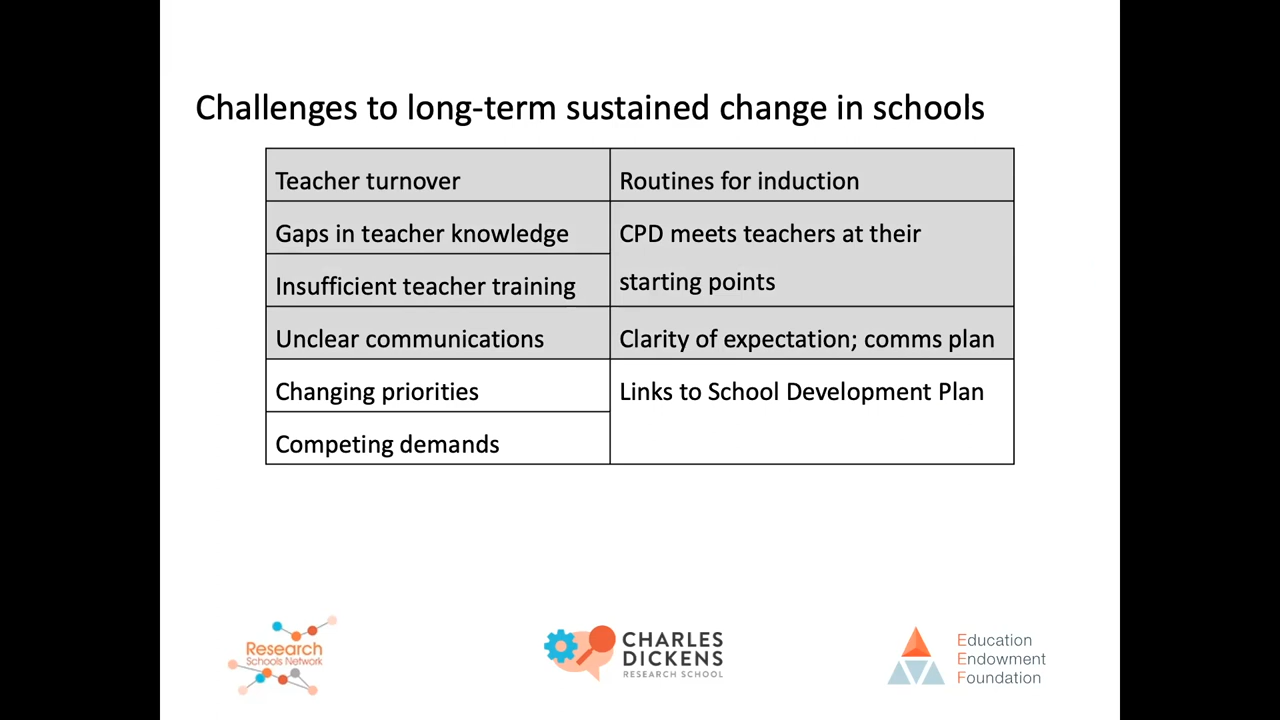 Challenges to long-term sustained change in schools
Teacher turnover
Routines for induction
Gaps in teacher knowledge
CPD meets teachers at their
starting points
Insufficient teacher training
Unclear communications
Clarity of expectation; comms plan
Changing priorities
Links to School Development Plan
Competing demands
Research
Schools Network
CHARLES
DICKENS
RESEARCH SCHOOL
Education
Endowment
Foundation